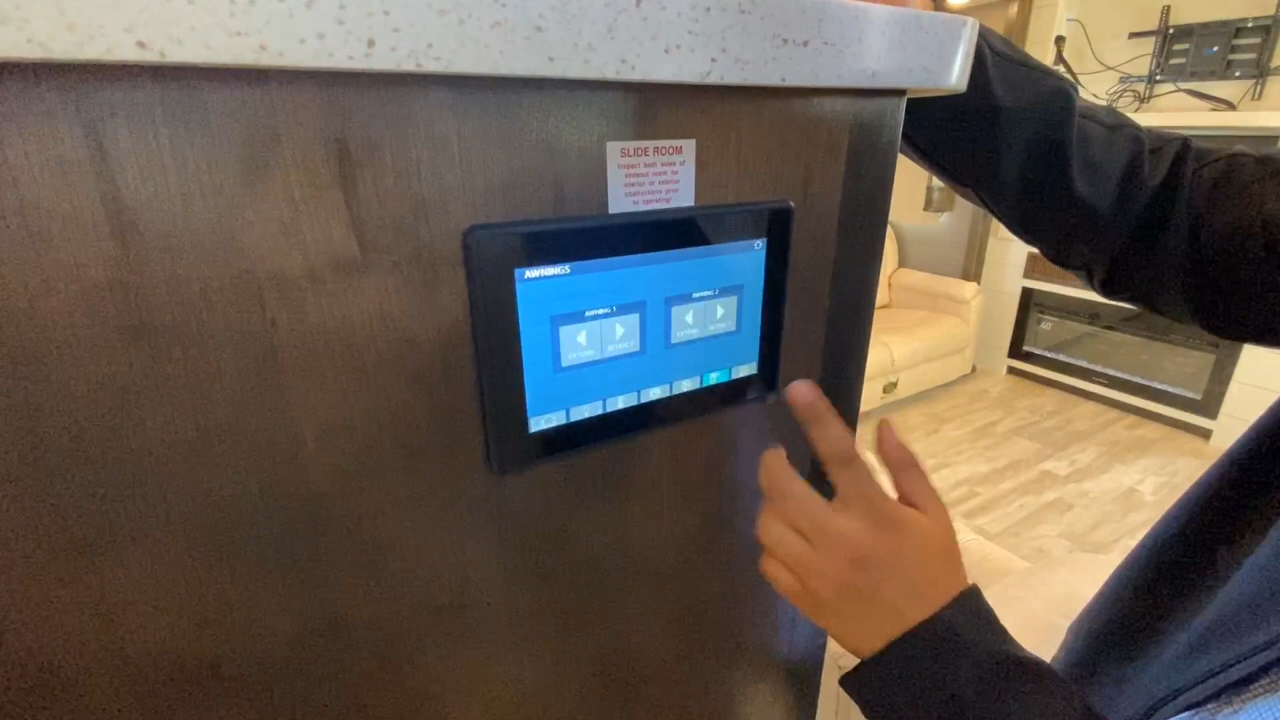 SLIDE ROOM
Inspect both sides of
slideout room for
interior or exterior
obstructions prior
to operating!
AWNINGS
AWNING 1
EXTEND RETRACT
AWNING 2
EXTEND RETRACT
60°